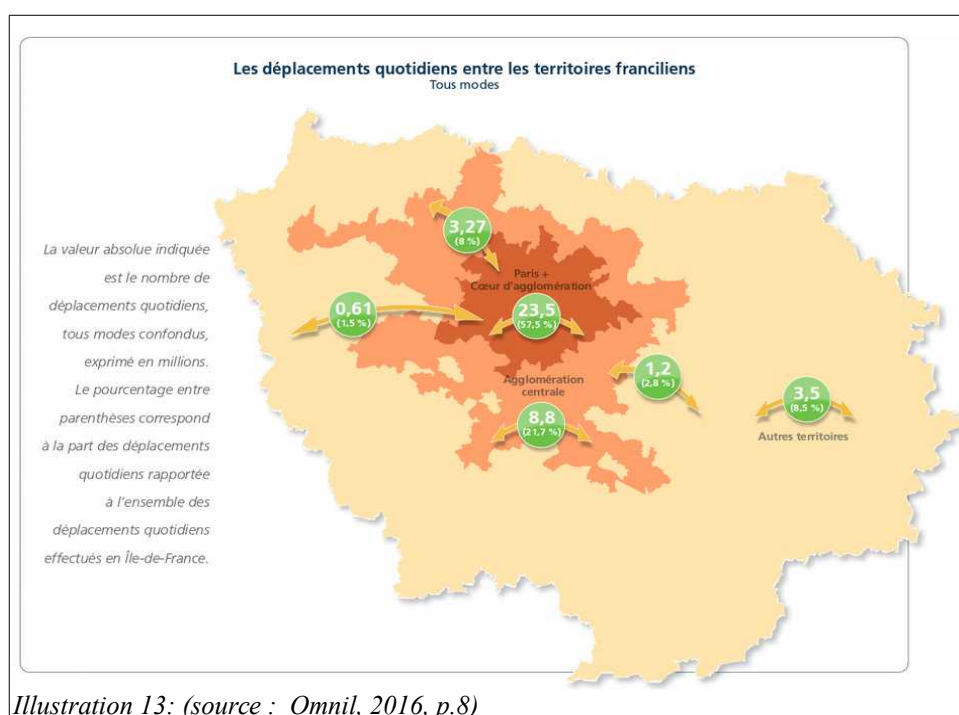 Les déplacements quotidiens entre les territoires franciliens
Tous modes
La valeur absolue indiquée
est le nombre de
déplacements quotidiens,
tous modes confondus,
exprimé en millions.
Le pourcentage entre
parenthèses correspond
à la part des déplacements
quotidiens rapportée
à l'ensemble des
déplacements quotidiens
effectués en Île-de-France.
3,27
(8 %)
Paris +
Cœur d'agglomération
0,61
(1,5 %)
23,5
(57,5 %)
Agglomération
centrale
1,2
(2,8 %)
3,5
(8,5 %)
8,8
(21,7 %)
Autres territoires
Illustration 13: (source : Omnil, 2016, p.8)